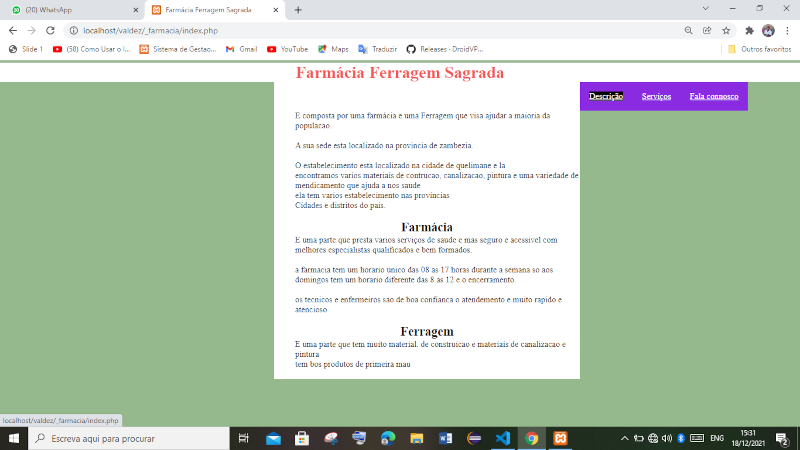 (20) WhatsApp
Farmácia Ferragem Sagrada
localhost/valdez/_farmacia/index.php
Slide 1
(58) Como Usar o I...
Sistema de Gestao...
Gmail
YouTube
Maps
Traduzir
Releases · DroidVP...
Outros favoritos
Farmácia Ferragem Sagrada
Descrição
Serviços
Fala connosco
E composta por uma farmácia e uma Ferragem que visa ajudar a maioria da
populacao.
A sua sede esta localizado na provincia de zambezia.
O estabelecimento esta localizado na cidade de quelimane e la
encontramos varios materiais de contrucao, canalizacao, pintura e uma variedade de
mendicamento que ajuda a nos saude
ela tem varios estabelecimento nas provincias
Cidades e distritos do pais.
Farmácia
E uma parte que presta varios serviços de saude e mas seguro e acessivel com
melhores especialistas qualificados e bem formados.
a farmacia tem um horario unico das 08 as 17 horas durante a semana so aos
domingos tem um horario diferente das 8 as 12 e o encerramento.
os tecnicos e enfermeiros são de boa confianca o atendemento e muito rapido e
atencioso
Ferragem
E uma parte que tem muito material. de construicao e materiais de canalizacao e
pintura
tem bos produtos de primeira mau
localhost/valdez/_farmacia/index.php
Escreva aqui para procurar
ENG
15:31
18/12/2021
2